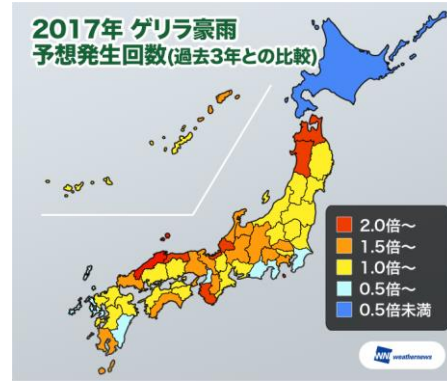 2017年 ゲリラ豪雨
予想発生回数(過去3年との比較)
2.0倍～
1.5倍～
1.0倍～
0.5倍～
0.5倍未満
weathernews